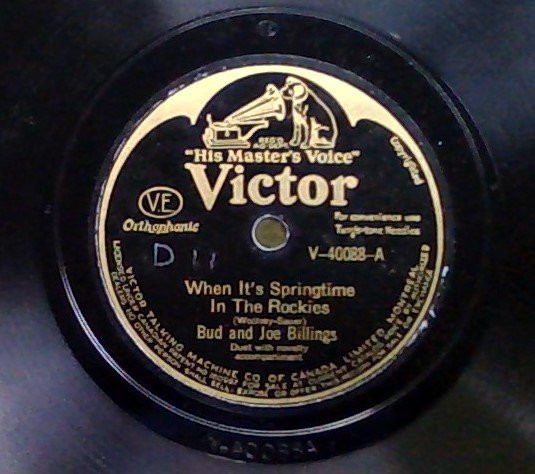 "His Master's Voice"
Victor
VE
Orthophonic
For convenience use
Tungs-tone Needles
D 11
V-40088-A
When It's Springtime
In The Rockies
(Woolsey-Sauer)
Bud and Joe Billings
Duet with novelty
accompaniment
VICTOR TALKING MACHINE CO OF CANADA LIMITED MONTREAL